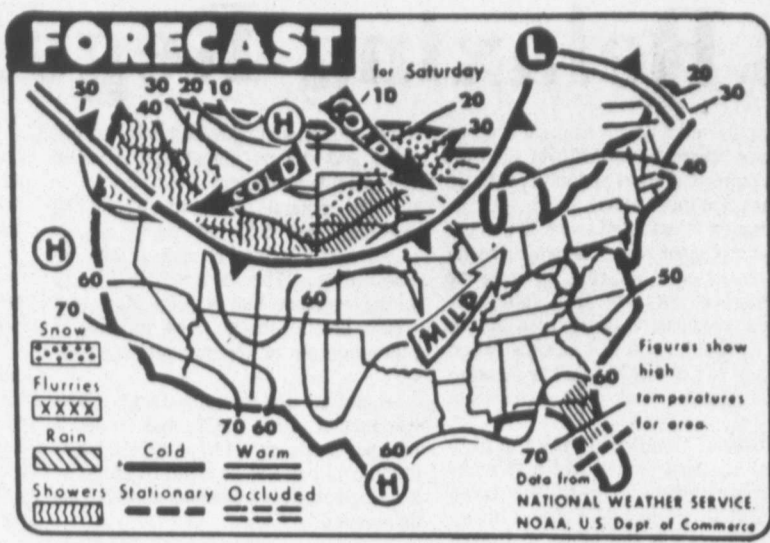 FORECAST
for Saturday
L
50
30
20
10
10
20
40
20
30
H
30
COLD
COLD
40
H
60
60
50
70
MILD
Snow
Figures show
high
60
temperatures
for area.
Flurries
XXXX
70 60
Rain
Cold
Warm
60
70
H
Data from
Showers
Stationary
Occluded
NATIONAL WEATHER SERVICE,
NOAA, U.S. Dept. of Commerce